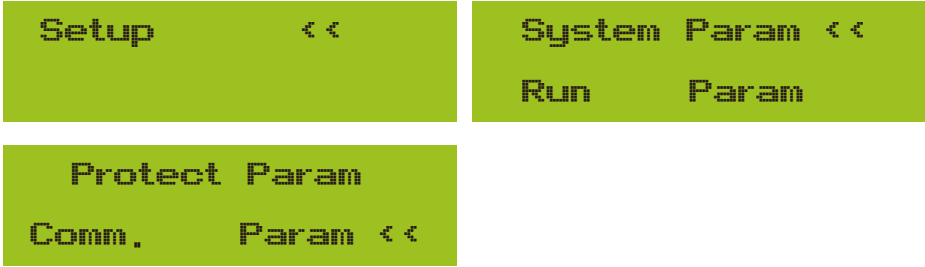 Setup <<
System Param <<
Run Param
Protect Param
Comm. Param <<